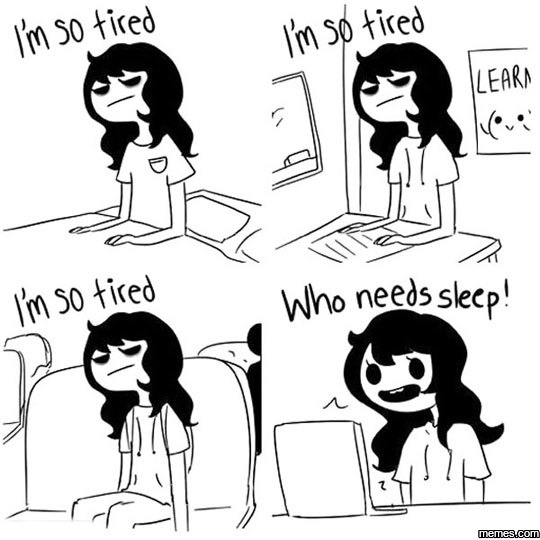 I'm so tired
I'm so tired
LEARN
I'm so tired
Who needs sleep!
memes.com